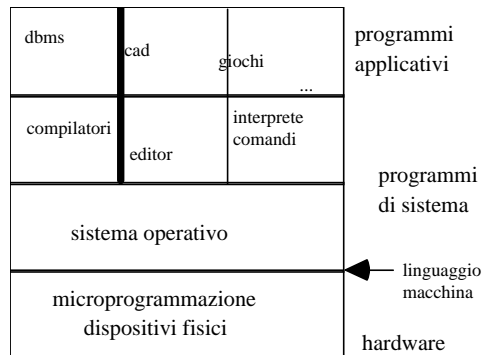 dbms
cad
giochi
...
programmi
applicativi
compilatori
editor
interprete
comandi
programmi
di sistema
sistema operativo
linguaggio
macchina
microprogrammazione
dispositivi fisici
hardware